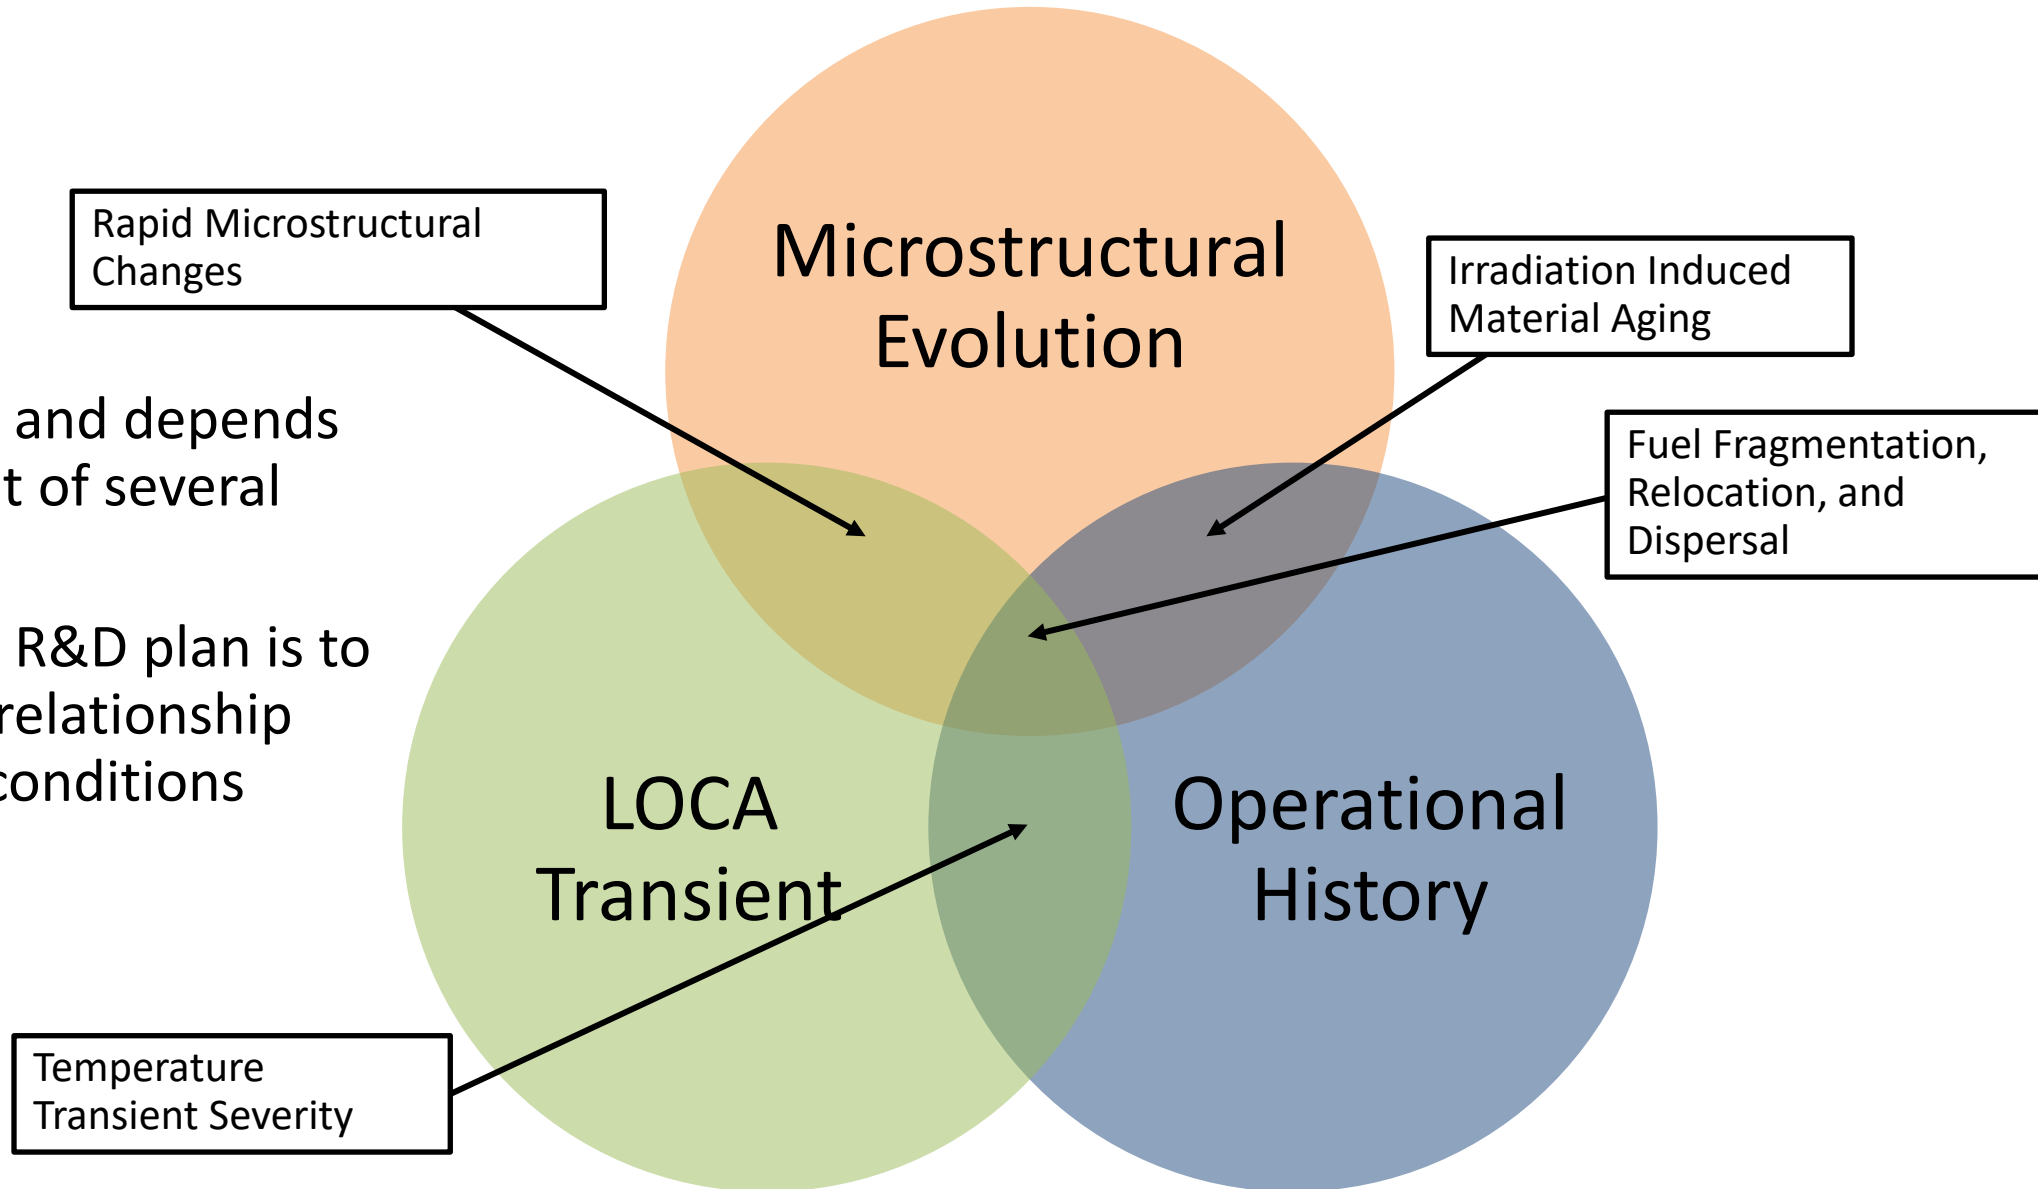 Microstructural
Evolution
Rapid Microstructural
Changes
Irradiation Induced
Material Aging
and depends
t of several
Fuel Fragmentation,
Relocation, and
Dispersal
R&D plan is to
relationship
conditions
LOCA
Transient
Operational
History
Temperature
Transient Severity